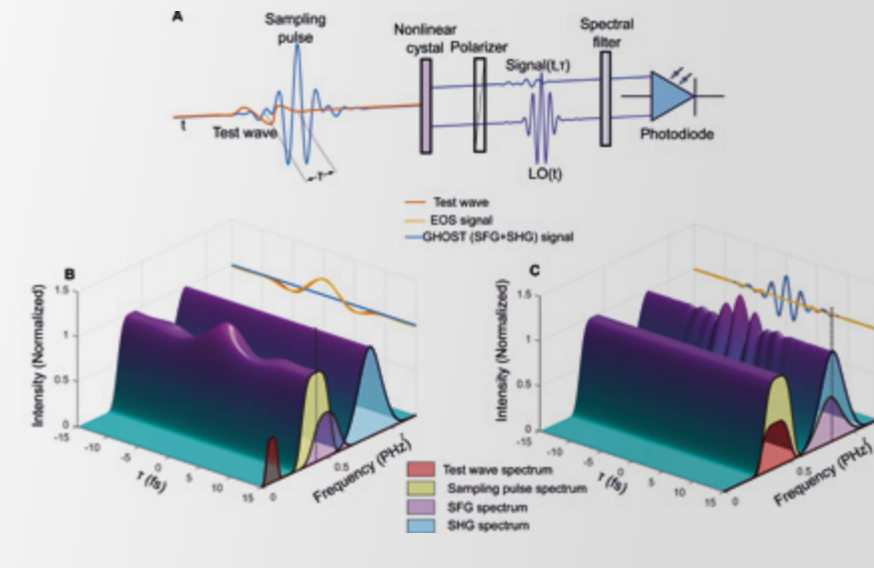 A
Sampling
pulse
Nonlinear
cystal
Polarizer
Spectral
filter
Signal(t,τ)
t
Test wave
τ
LO(t)
Photodiode
Test wave
EOS signal
GHOST (SFG+SHG) signal
B
Intensity (Normalized)
1.5
1
0.5
0
-15
-10
-5
0
5
10
15
τ (fs)
0
0.5
1
Frequency (PHz)
C
Intensity (Normalized)
1.5
1
0.5
0
-15
-10
-5
0
5
10
15
τ (fs)
0
0.5
1
Frequency (PHz)
Test wave spectrum
Sampling pulse spectrum
SFG spectrum
SHG spectrum